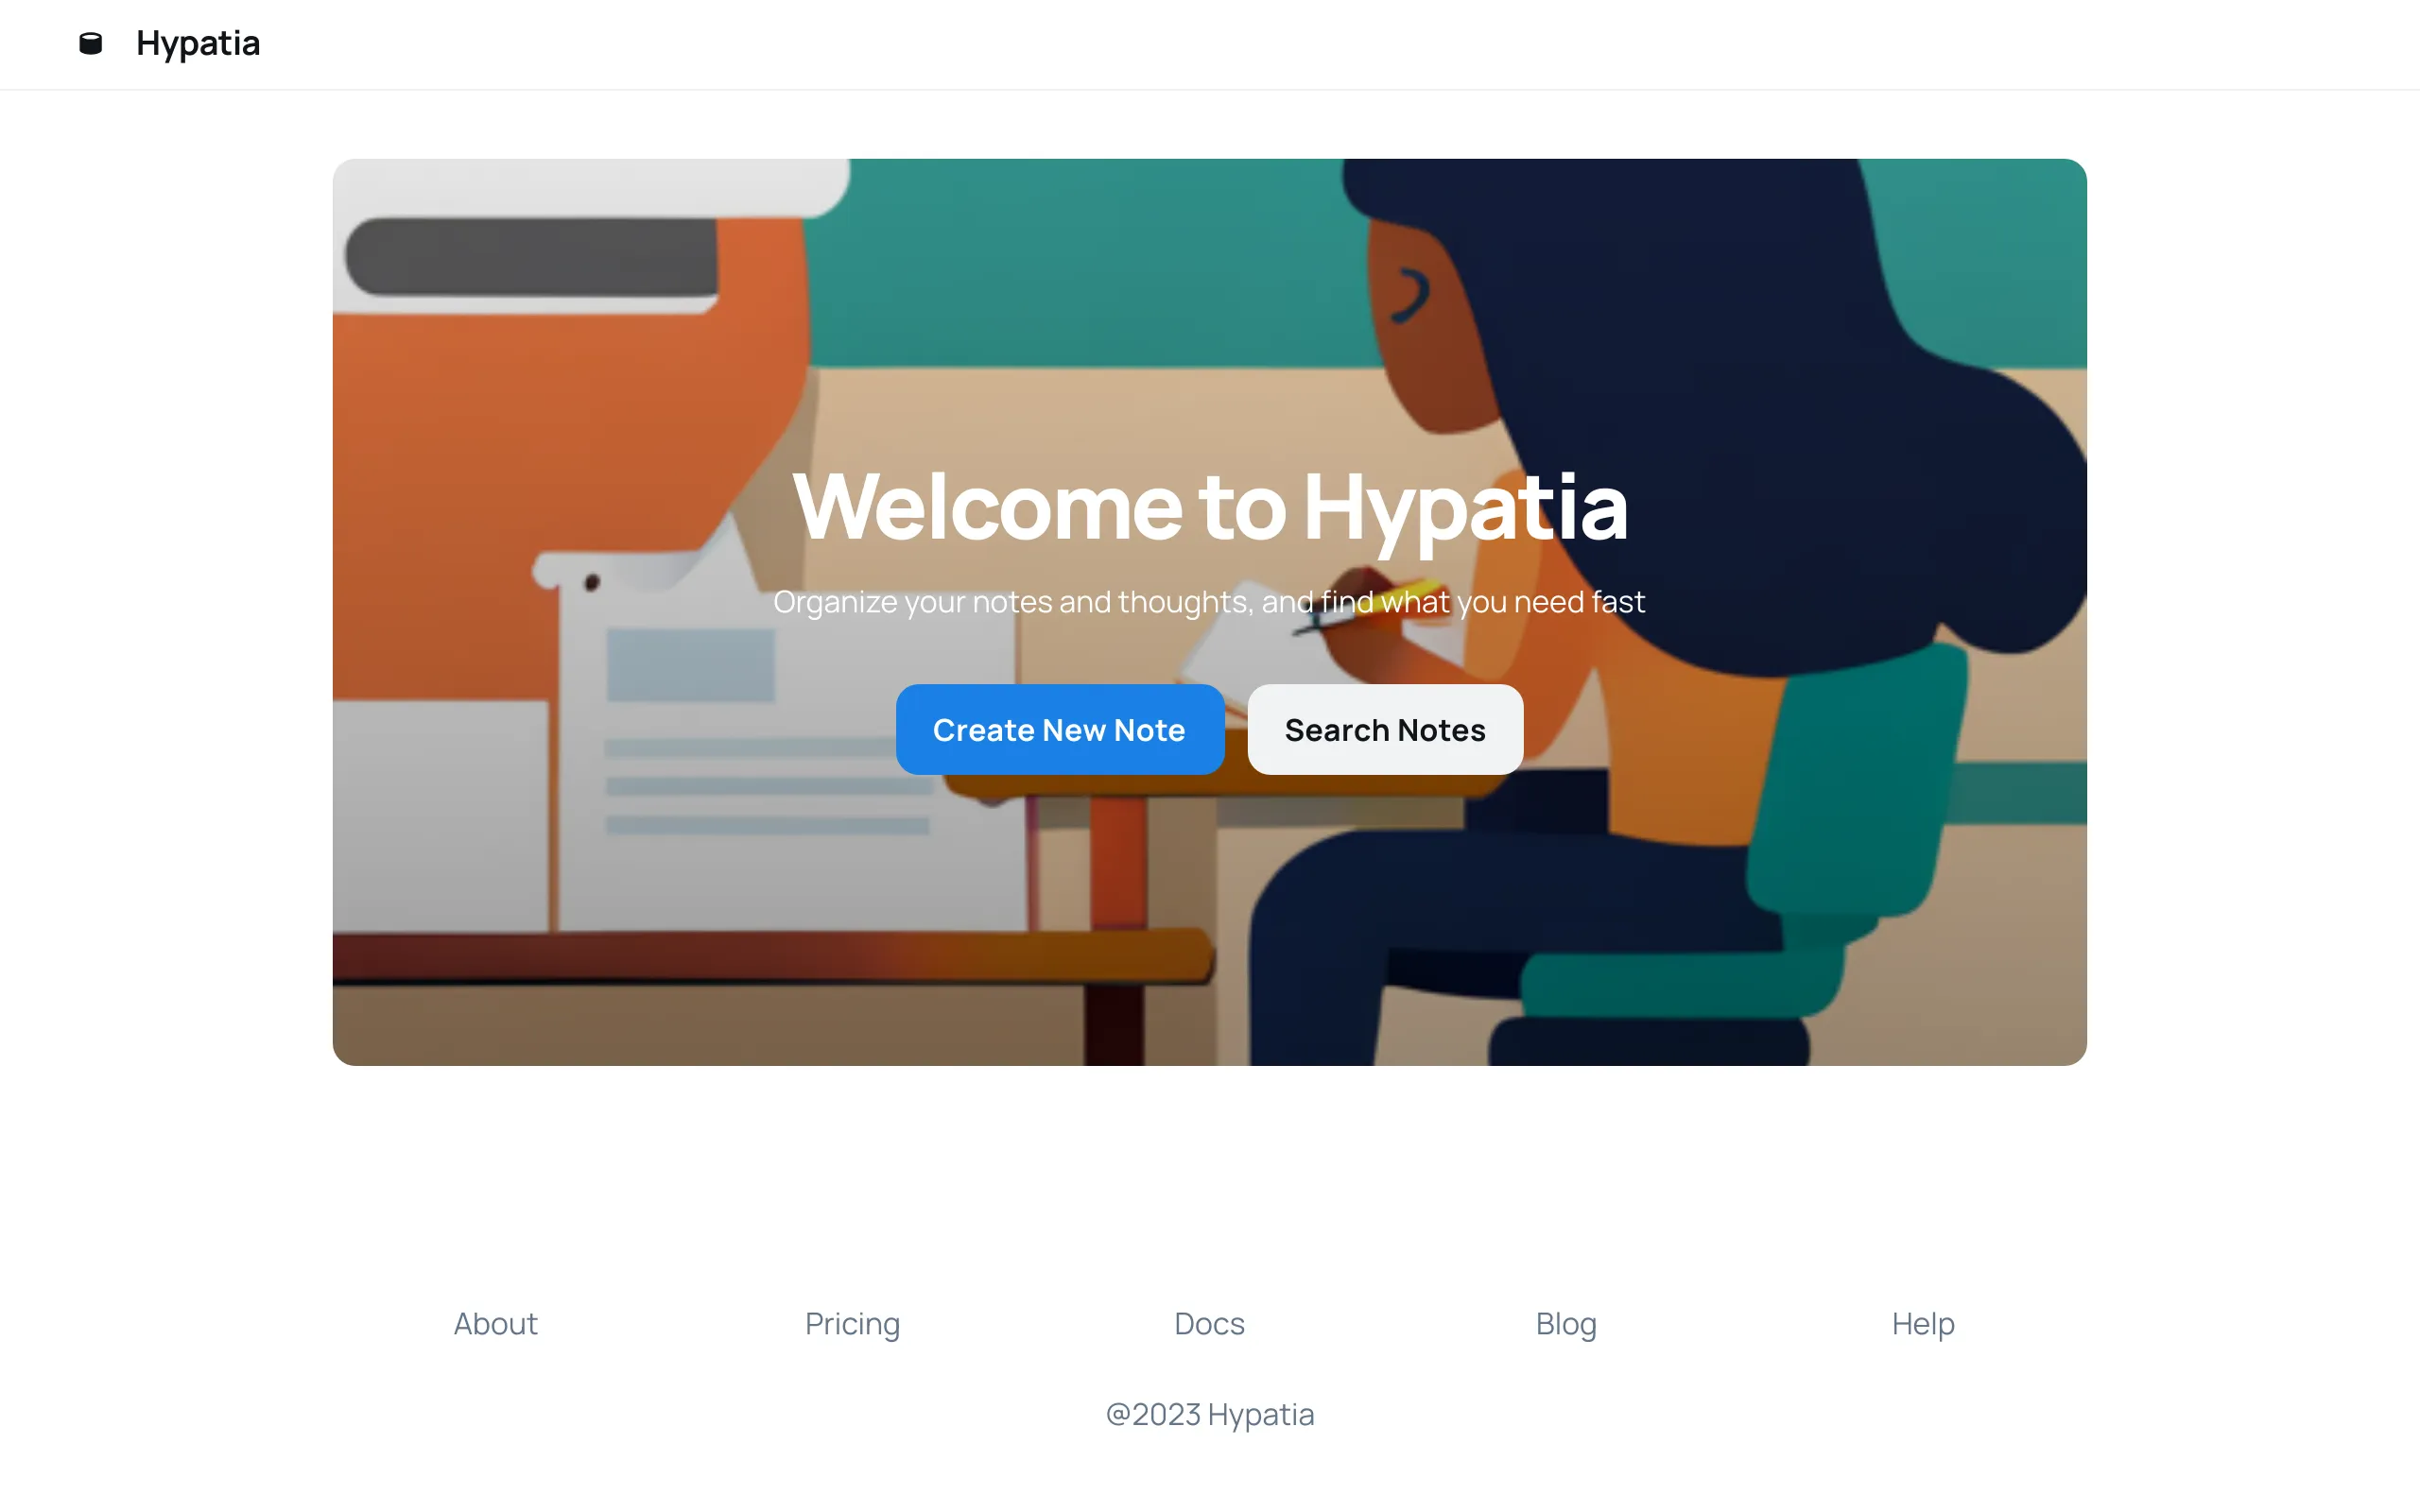 Hypatia
Welcome to Hypatia
Organize your notes and thoughts, and find what you need fast
Create New Note
Search Notes
About
Pricing
Docs
Blog
Help
@2023 Hypatia